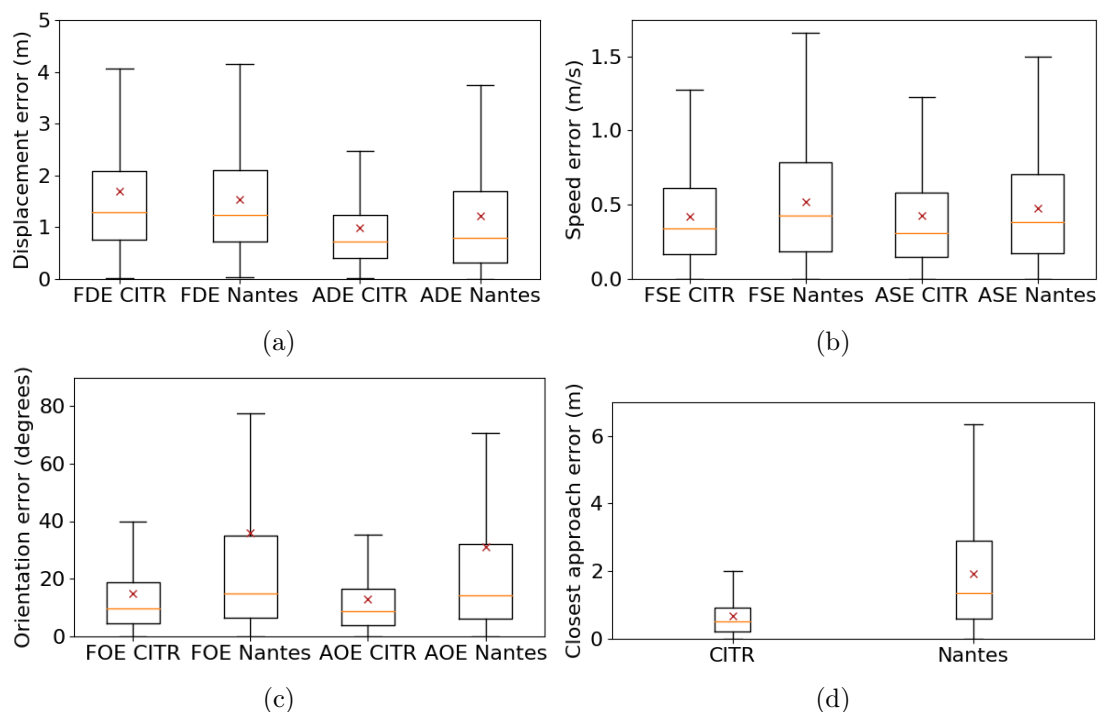 Displacement error (m)
5
4
3
2
1
0
FDE CITR FDE Nantes ADE CITR ADE Nantes
(a)
Speed error (m/s)
1.5
1.0
0.5
0.0
FSE CITR FSE Nantes ASE CITR ASE Nantes
(b)
Orientation error (degrees)
80
60
40
20
0
FOE CITR FOE Nantes AOE CITR AOE Nantes
(c)
Closest approach error (m)
6
4
2
0
CITR Nantes
(d)